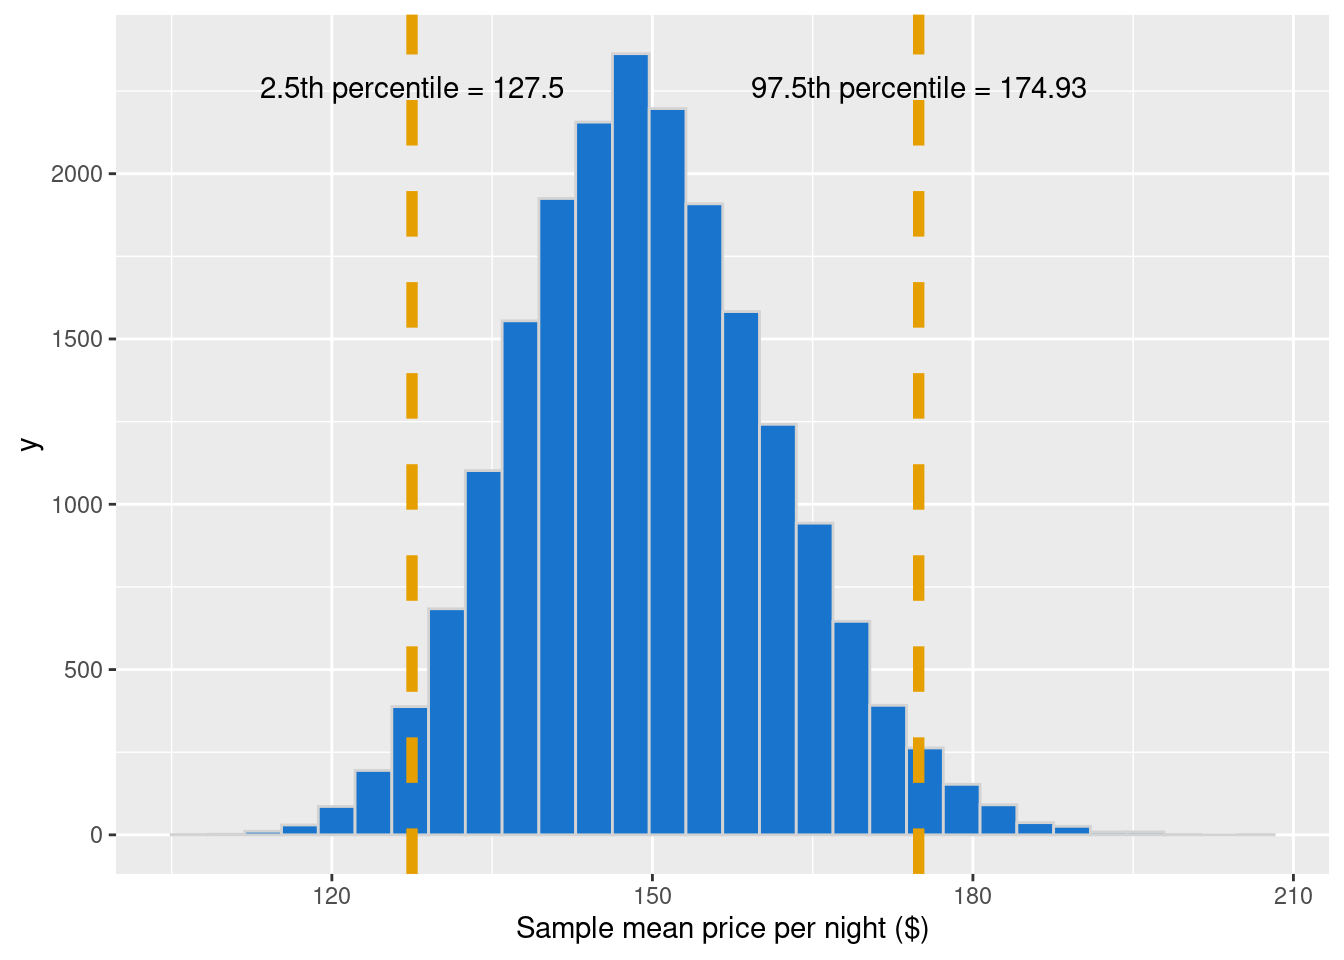 2.5th percentile = 127.5
97.5th percentile = 174.93
2000
1500
1000
500
0
y
120
150
180
210
Sample mean price per night ($)